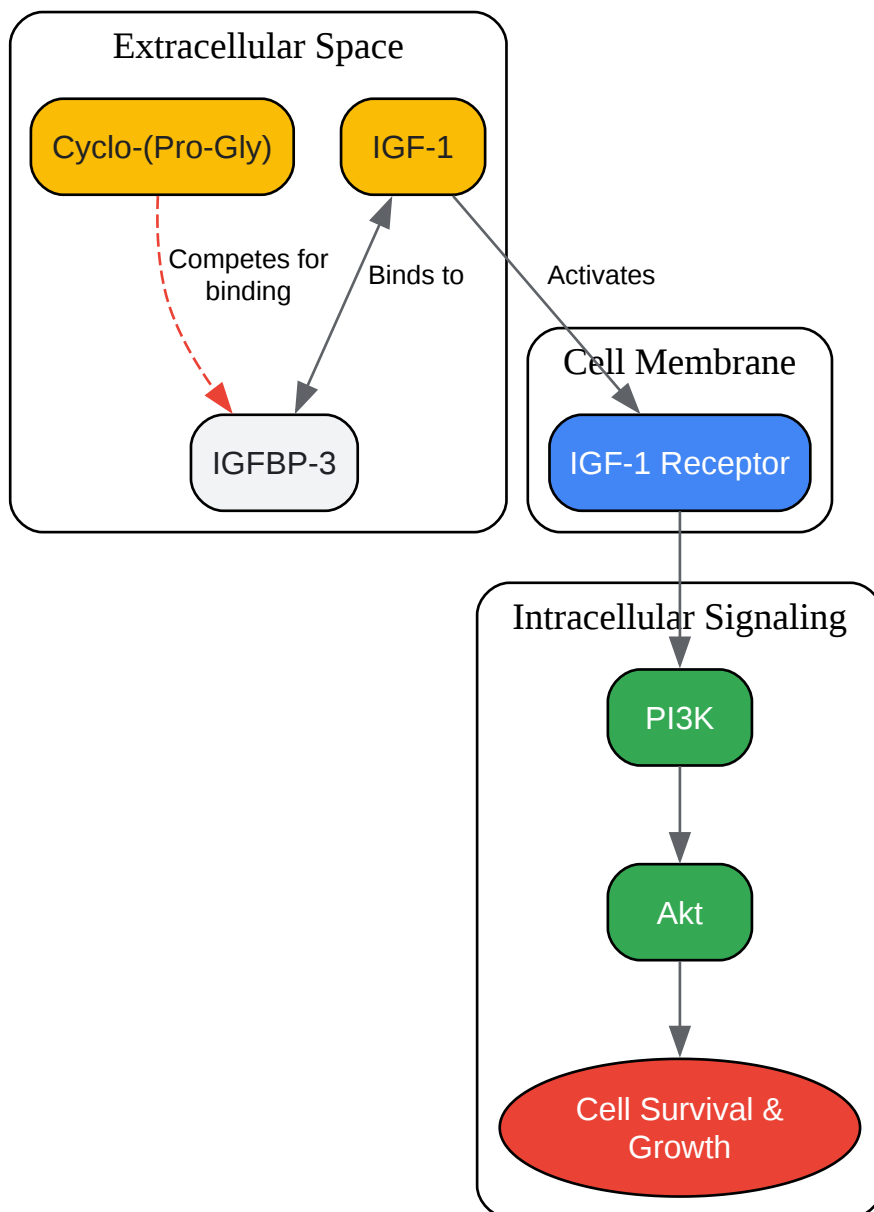 Extracellular Space
Cyclo-(Pro-Gly)
IGF-1
Competes for
binding
Binds to
Activates
Cell Membrane
IGFBP-3
IGF-1 Receptor
Intracellular Signaling
PI3K
Akt
Cell Survival &
Growth